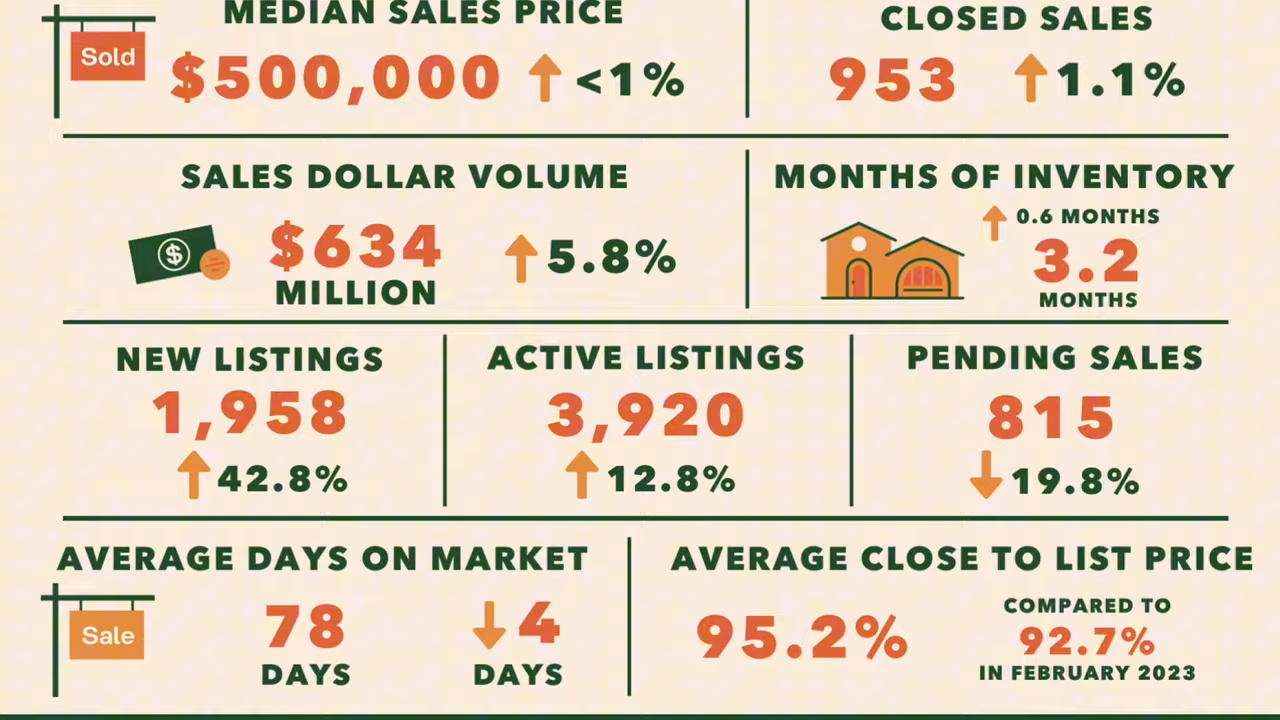 MEDIAN SALES PRICE
Sold
$500,000 <1%
CLOSED SALES
953 1.1%
SALES DOLLAR VOLUME
$
$634
MILLION
5.8%
MONTHS OF INVENTORY
0.6 MONTHS
3.2
MONTHS
NEW LISTINGS
1,958
42.8%
ACTIVE LISTINGS
3,920
12.8%
PENDING SALES
815
19.8%
AVERAGE DAYS ON MARKET
Sale
78
DAYS
4
DAYS
AVERAGE CLOSE TO LIST PRICE
95.2%
COMPARED TO
92.7%
IN FEBRUARY 2023